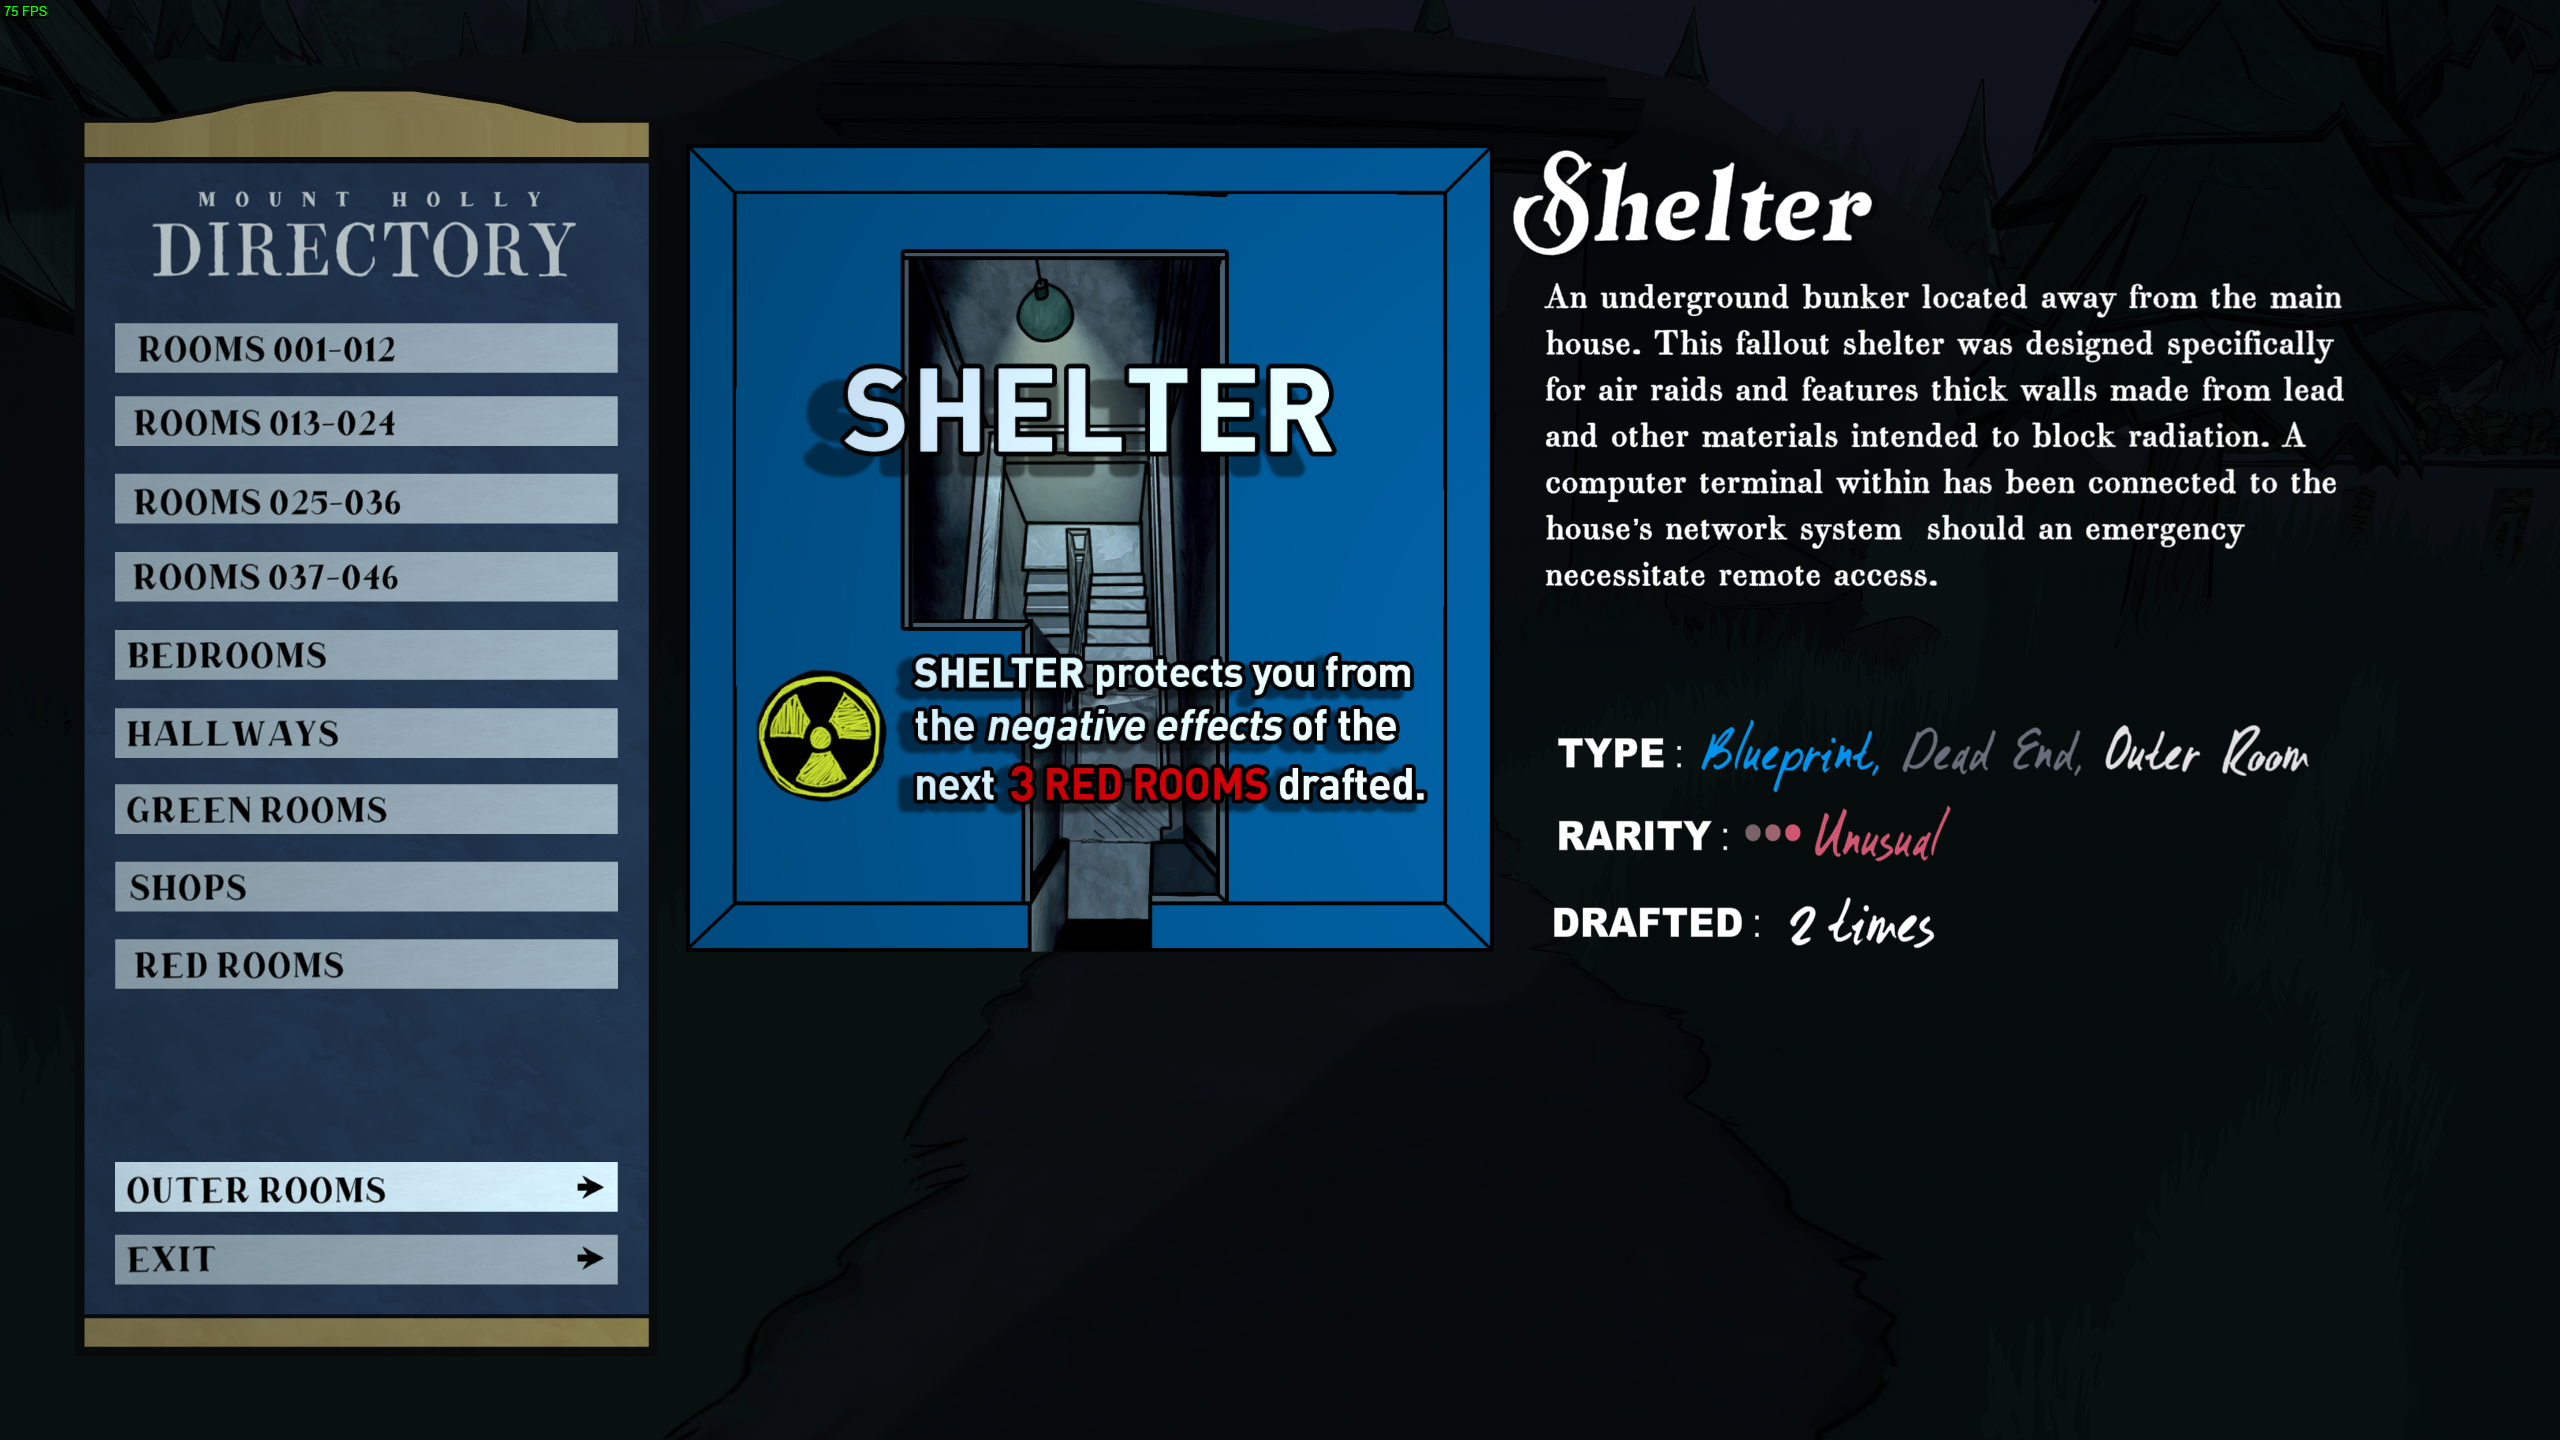 75 FPS
MOUNT HOLLY
DIRECTORY
ROOMS 001-012
ROOMS 013-024
ROOMS 025-036
ROOMS 037-046
BEDROOMS
HALLWAYS
GREEN ROOMS
SHOPS
RED ROOMS
OUTER ROOMS
EXIT
SHELTER
SHELTER protects you from
the negative effects of the
next 3 RED ROOMS drafted.
Shelter
An underground bunker located away from the main
house. This fallout shelter was designed specifically
for air raids and features thick walls made from lead
and other materials intended to block radiation. A
computer terminal within has been connected to the
house's network system  should an emergency
necessitate remote access.
TYPE : Blueprint, Dead End, Outer Room
RARITY : Unusual
DRAFTED : 2 times